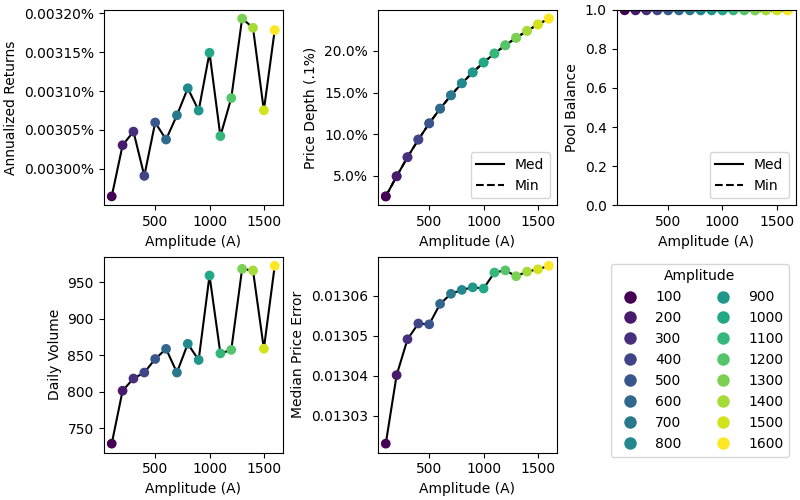 Annualized Returns
0.00320%
0.00315%
0.00310%
0.00305%
0.00300%
500 1000 1500
Amplitude (A)
Price Depth (.1%)
20.0%
15.0%
10.0%
5.0%
Med
Min
500 1000 1500
Amplitude (A)
Pool Balance
1.0
0.8
0.6
0.4
0.2
0.0
Med
Min
500 1000 1500
Amplitude (A)
Daily Volume
950
900
850
800
750
500 1000 1500
Amplitude (A)
Median Price Error
0.01306
0.01305
0.01304
0.01303
500 1000 1500
Amplitude (A)
Amplitude
100 900
200 1000
300 1100
400 1200
500 1300
600 1400
700 1500
800 1600